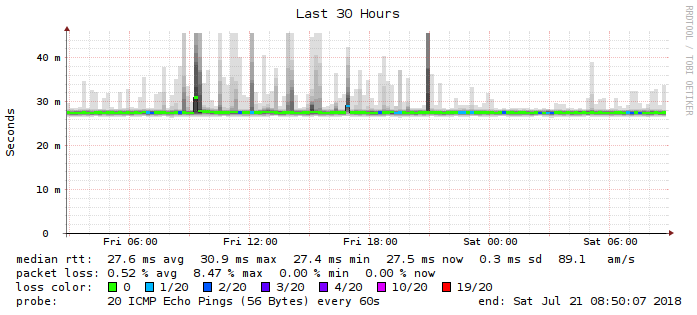 Last 30 Hours
RRDTOOL / TOBI OETIKER
Seconds
40 m
30 m
20 m
10 m
0
Fri 06:00 Fri 12:00 Fri 18:00 Sat 00:00 Sat 06:00
median rtt: 27.6 ms avg 30.9 ms max 27.4 ms min 27.5 ms now 0.3 ms sd 89.1 am/s
packet loss: 0.52 % avg 8.47 % max 0.00 % min 0.00 % now
loss color: 0 1/20 2/20 3/20 4/20 10/20 19/20
probe: 20 ICMP Echo Pings (56 Bytes) every 60s end: Sat Jul 21 08:50:07 2018